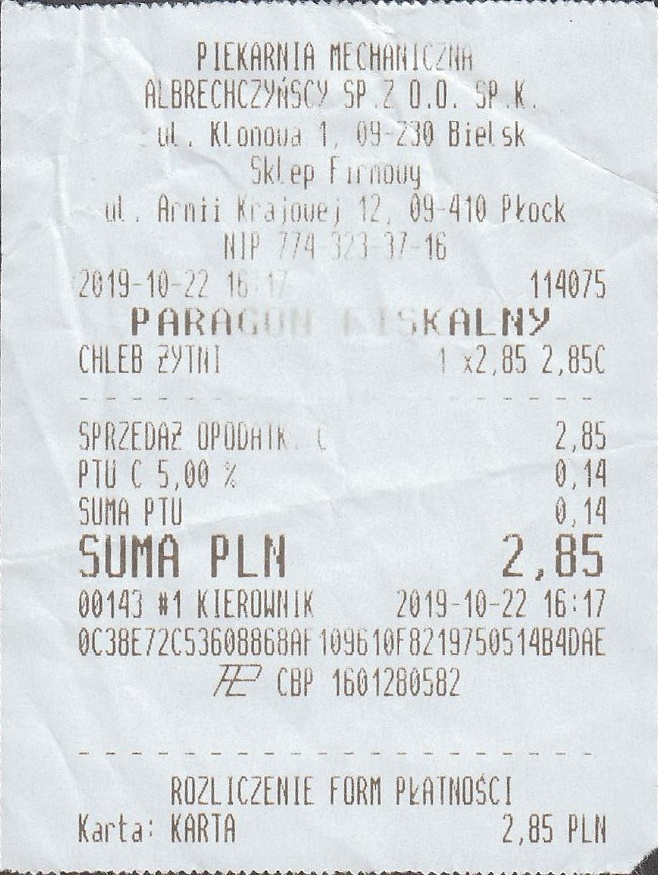 PIEKARNIA MECHANICZNA
ALBRECHCZYŃSCY SP.Z O.O. SP.K.
ul. Klonowa 1, 09-230 Bielsk
Sklep Firmowy
ul. Armii Krajowej 12, 09-410 Płock
NIP 774-323-37-16
2019-10-22 16:17 114075
PARAGON FISKALNY
CHLEB ŻYTNI 1 x2,85 2,85C
SPRZEDAŻ OPODATK. C 2,85
PTU C 5,00 % 0,14
SUMA PTU 0,14
SUMA PLN 2,85
00143 #1 KIEROWNIK 2019-10-22 16:17
0C38E72C53608868AF109610F8219750514B4DAE
CBP 1601280582
ROZLICZENIE FORM PŁATNOŚCI
Karta: KARTA 2,85 PLN